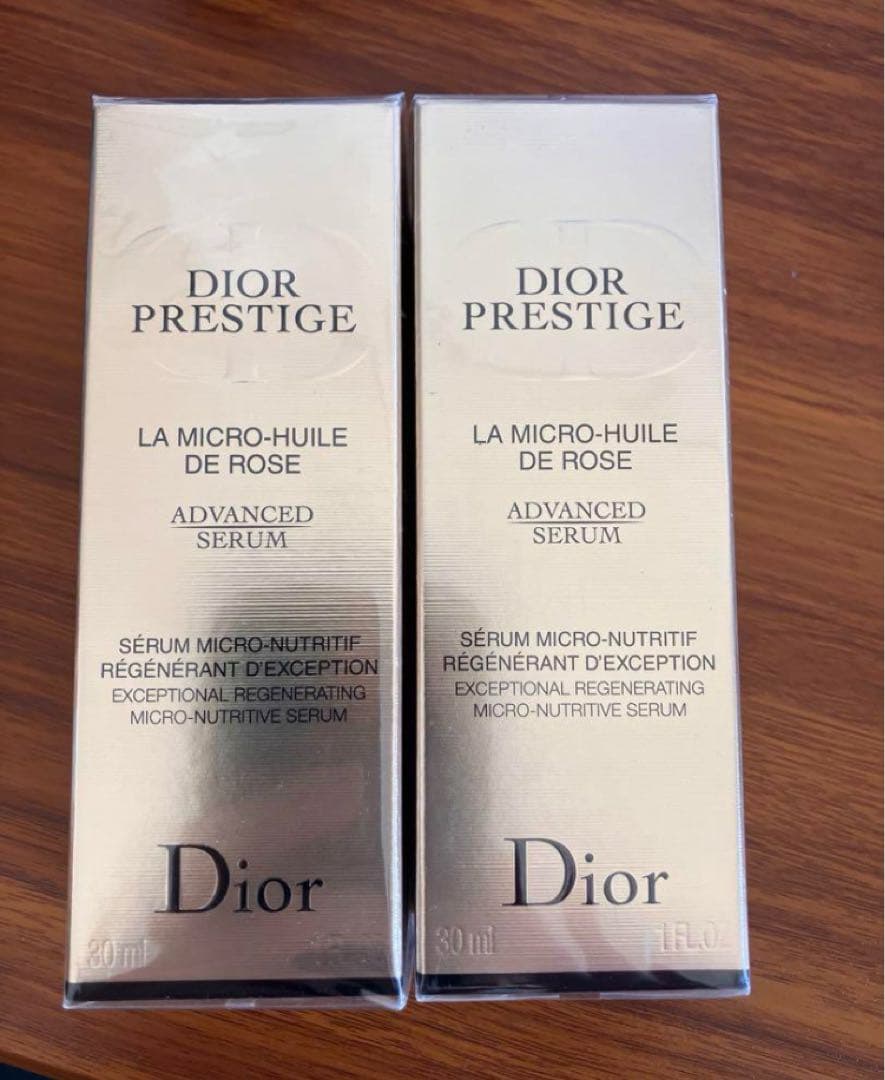 DIOR
PRESTIGE
LA MICRO-HUILE
DE ROSE
ADVANCED
SERUM
SÉRUM MICRO-NUTRITIF
RÉGÉNÉRANT D'EXCEPTION
EXCEPTIONAL REGENERATING
MICRO-NUTRITIVE SERUM
Dior
30 ml
DIOR
PRESTIGE
LA MICRO-HUILE
DE ROSE
ADVANCED
SERUM
SÉRUM MICRO-NUTRITIF
RÉGÉNÉRANT D'EXCEPTION
EXCEPTIONAL REGENERATING
MICRO-NUTRITIVE SERUM
Dior
30 ml 1 FL.OZ